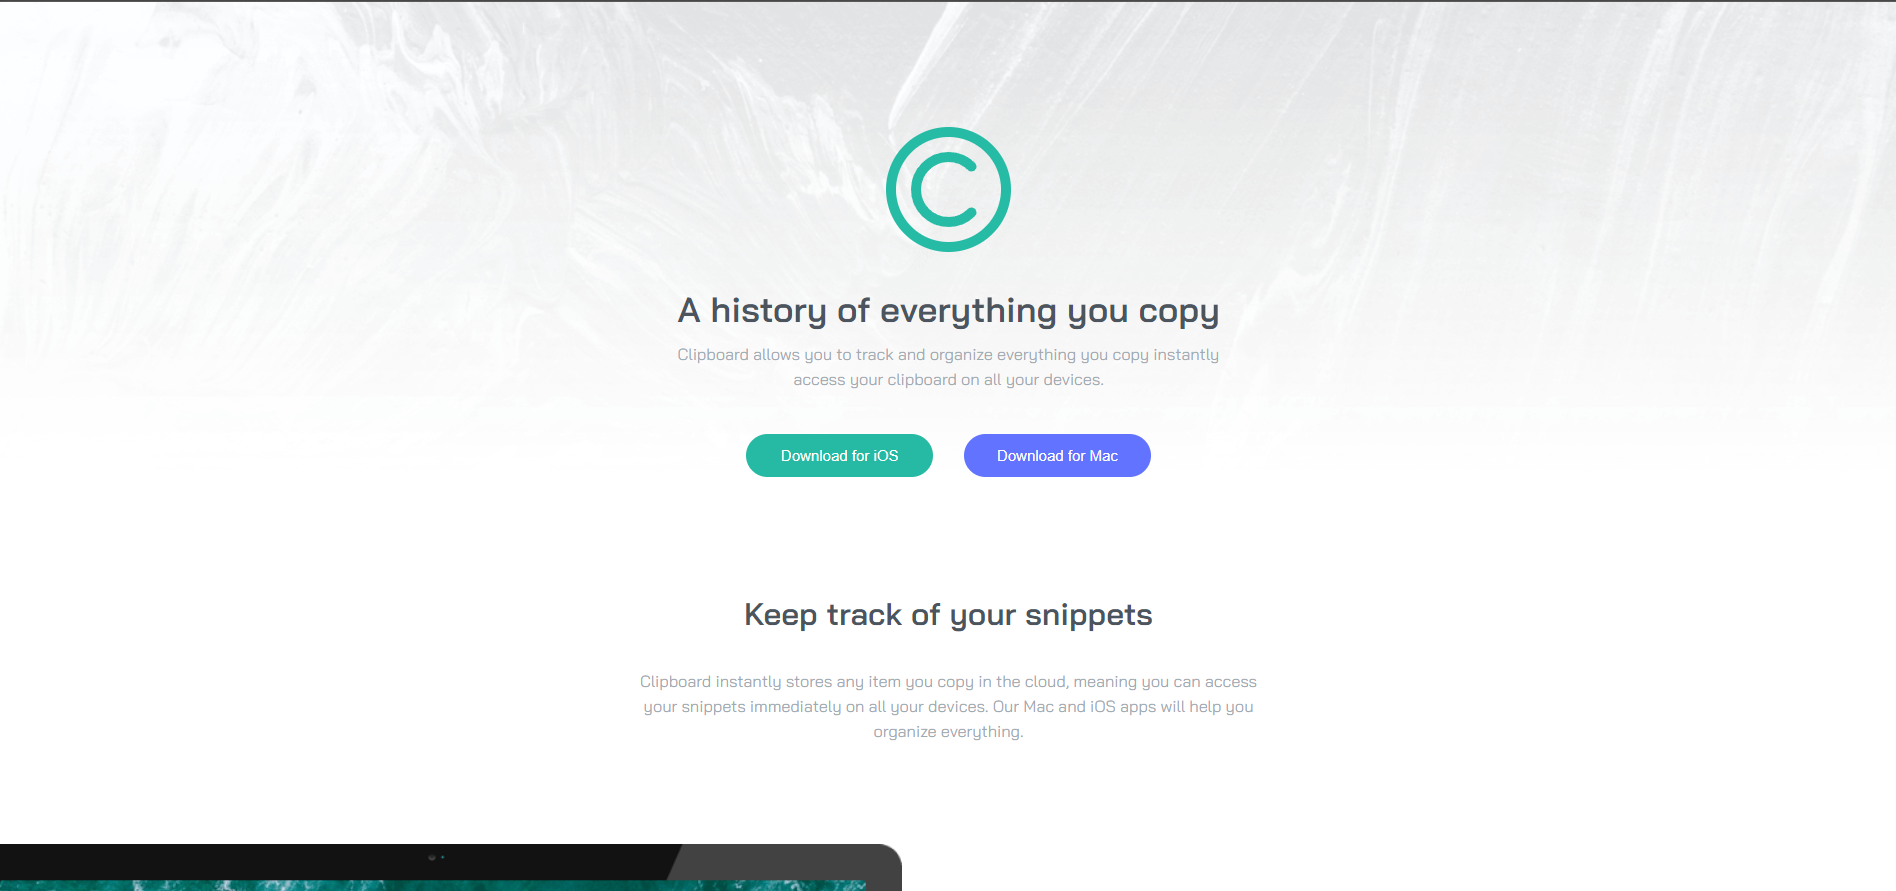 A history of everything you copy
Clipboard allows you to track and organize everything you copy instantly
access your clipboard on all your devices.
Download for iOS
Download for Mac
Keep track of your snippets
Clipboard instantly stores any item you copy in the cloud, meaning you can access
your snippets immediately on all your devices. Our Mac and iOS apps will help you
organize everything.